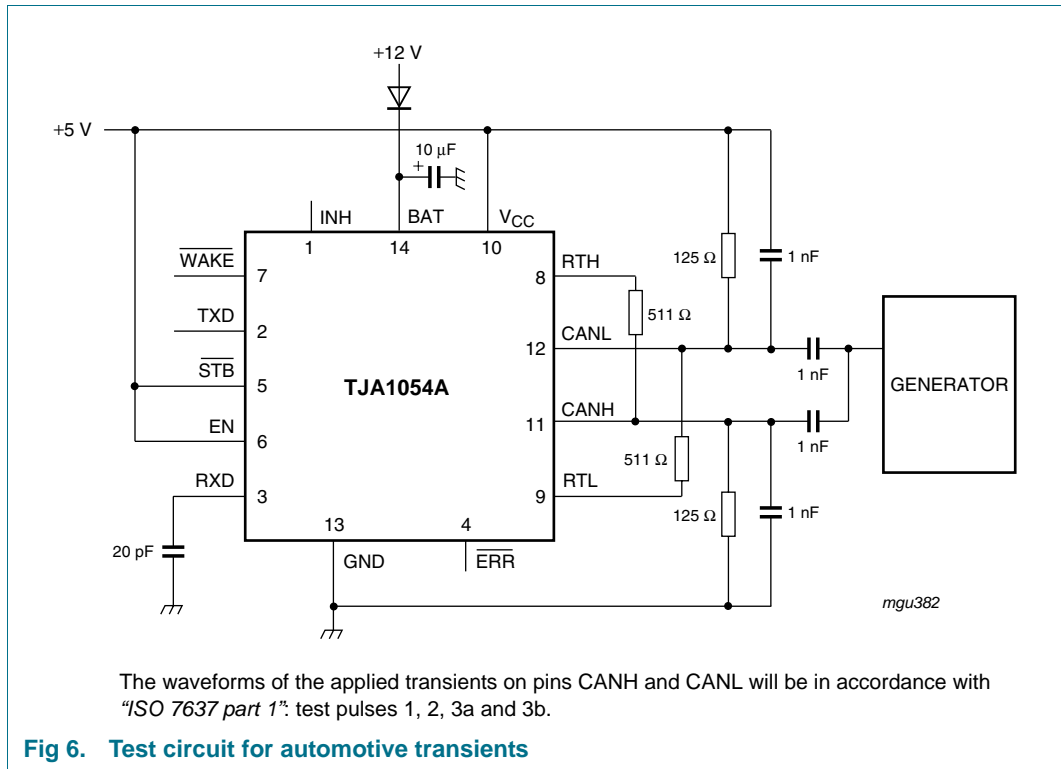 +12 V
+5 V
10 μF
+
INH
BAT
VCC
1
14
10
WAKE
7
RTH
8
125 Ω
1 nF
511 Ω
TXD
2
CANL
12
1 nF
STB
5
TJA1054A
GENERATOR
EN
6
CANH
11
1 nF
511 Ω
RXD
3
RTL
9
125 Ω
1 nF
13
4
20 pF
GND
ERR
mgu382
The waveforms of the applied transients on pins CANH and CANL will be in accordance with
“ISO 7637 part 1”: test pulses 1, 2, 3a and 3b.
Fig 6. Test circuit for automotive transients